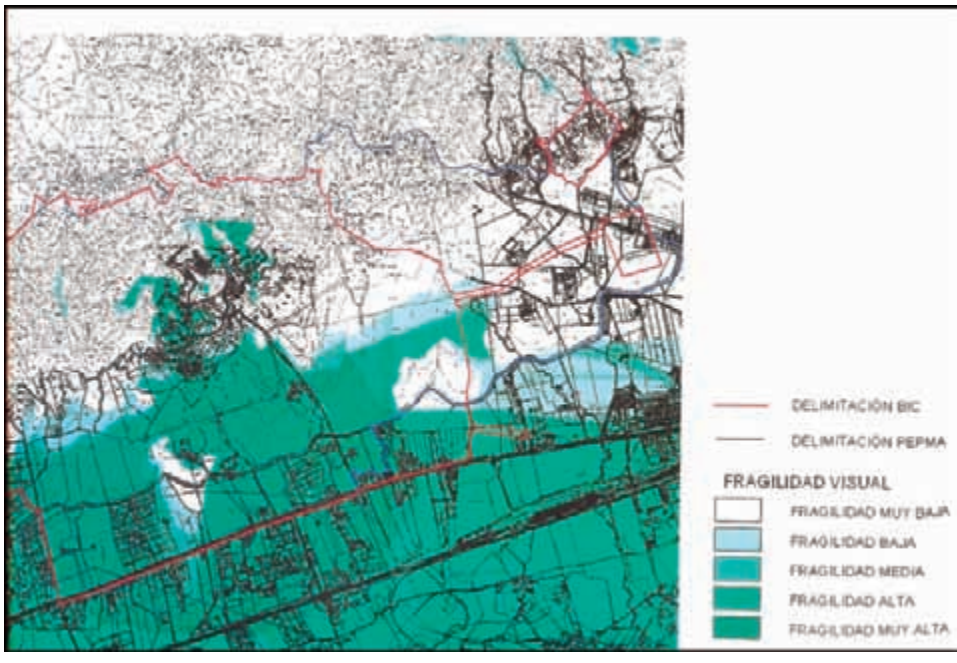 DELIMITACIÓN BIC
DELIMITACIÓN PEPMA
FRAGILIDAD VISUAL
FRAGILIDAD MUY BAJA
FRAGILIDAD BAJA
FRAGILIDAD MEDIA
FRAGILIDAD ALTA
FRAGILIDAD MUY ALTA